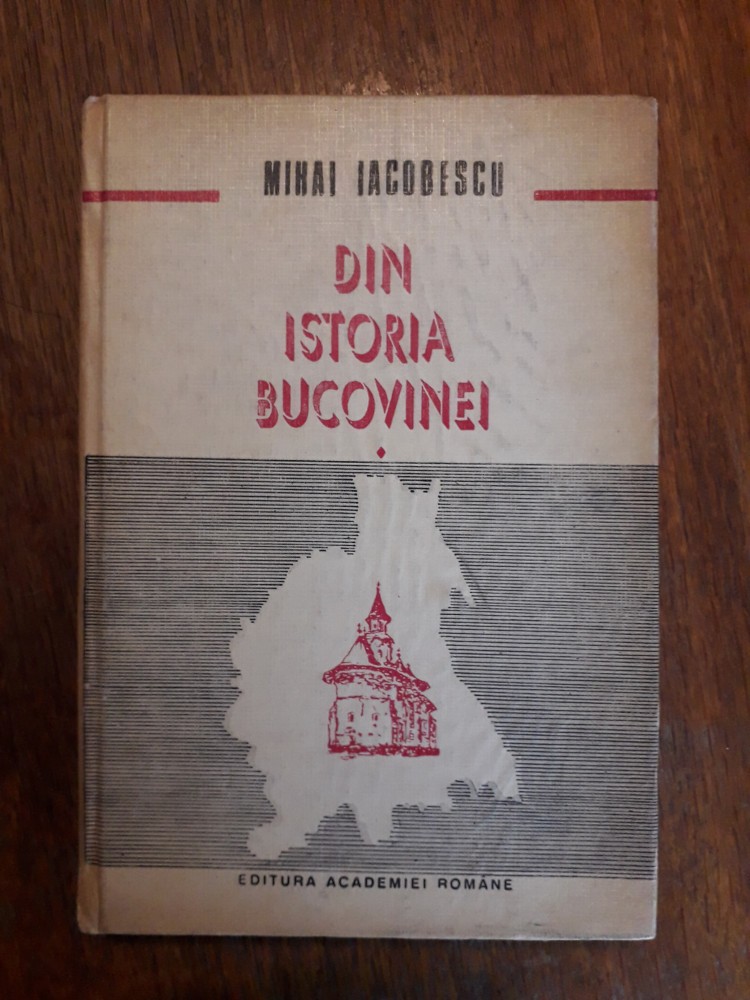 MIHAI IACOBESCU
DIN
ISTORIA
BUCOVINEI
EDITURA ACADEMIEI ROMÂNE